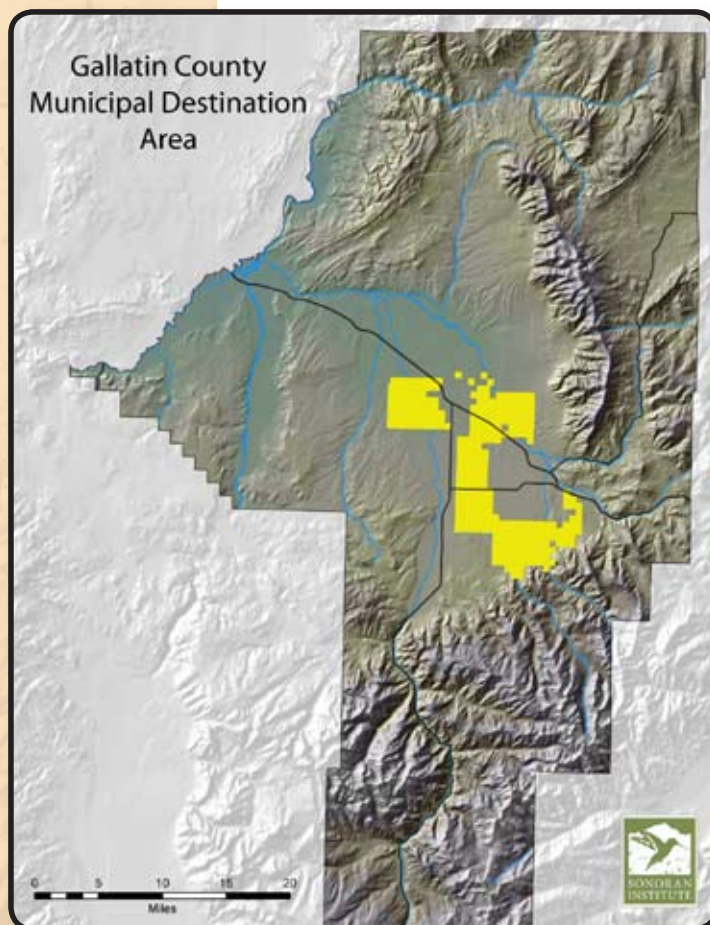 Gallatin County
Municipal Destination
Area
0 5 10 15 20
Miles
SONORAN
INSTITUTE